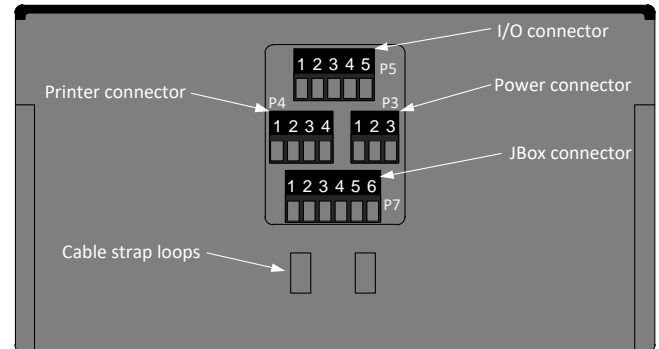 I/O connector
1 2 3 4 5
P5
Printer connector
Power connector
P4
P3
1 2 3 4
1 2 3
JBox connector
1 2 3 4 5 6
P7
Cable strap loops